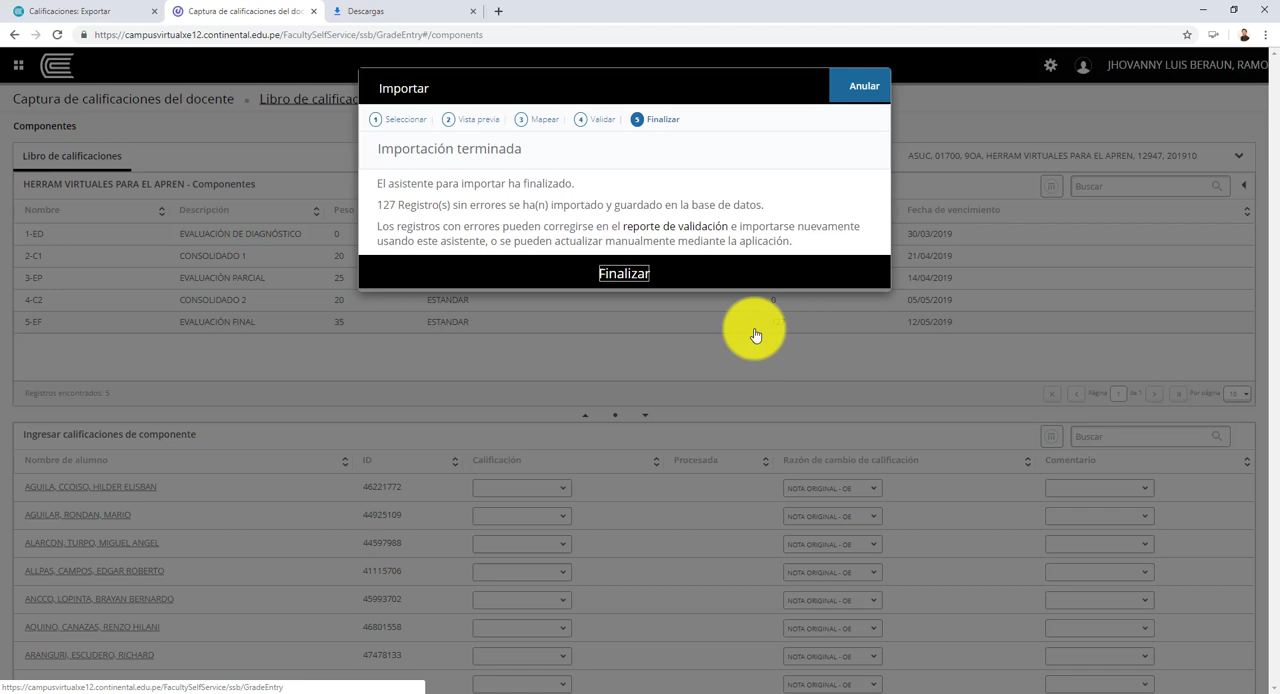 Calificaciones: Exportar
Captura de calificaciones del doc
Descargas
https://campusvirtualxe12.continental.edu.pe/FacultySelfService/ssb/GradeEntry#/components
JHOVANNY LUIS BERAUN, RAMO
Captura de calificaciones del docente
Libro de calificac
Componentes
Importar
Anular
1 Seleccionar
2 Vista previa
3 Mapear
4 Validar
5 Finalizar
Importación terminada
El asistente para importar ha finalizado.
127 Registro(s) sin errores se ha(n) importado y guardado en la base de datos.
Los registros con errores pueden corregirse en el reporte de validación e importarse nuevamente
usando este asistente, o se pueden actualizar manualmente mediante la aplicación.
Finalizar
Libro de calificaciones
ASUC, 01700, 9OA, HERRAM VIRTUALES PARA EL APREN, 12947, 201910
HERRAM VIRTUALES PARA EL APREN - Componentes
Buscar
Nombre Descripción Peso Fecha de vencimiento
1-ED EVALUACIÓN DE DIAGNÓSTICO 0 30/03/2019
2-C1 CONSOLIDADO 1 20 21/04/2019
3-EP EVALUACIÓN PARCIAL 25 14/04/2019
4-C2 CONSOLIDADO 2 20 ESTANDAR 0 05/05/2019
5-EF EVALUACIÓN FINAL 35 ESTANDAR 12/05/2019
Registros encontrados: 5
Página 1 de 1 Por página 10
Ingresar calificaciones de componente
Buscar
Nombre de alumno ID Calificación Procesada Razón de cambio de calificación Comentario
AGUILA, CCOISO, HILDER ELISBAN 46221772 NOTA ORIGINAL - OE
AGUILAR, RONDAN, MARIO 44925109 NOTA ORIGINAL - OE
ALARCON, TURPO, MIGUEL ANGEL 44597988 NOTA ORIGINAL - OE
ALLPAS, CAMPOS, EDGAR ROBERTO 41115706 NOTA ORIGINAL - OE
ANCCO, LOPINTA, BRAYAN BERNARDO 45993702 NOTA ORIGINAL - OE
AQUINO, CANAZAS, RENZO HILANI 46801558 NOTA ORIGINAL - OE
ARANGURI, ESCUDERO, RICHARD 47478133 NOTA ORIGINAL - OE
https://campusvirtualxe12.continental.edu.pe/FacultySelfService/ssb/GradeEntry